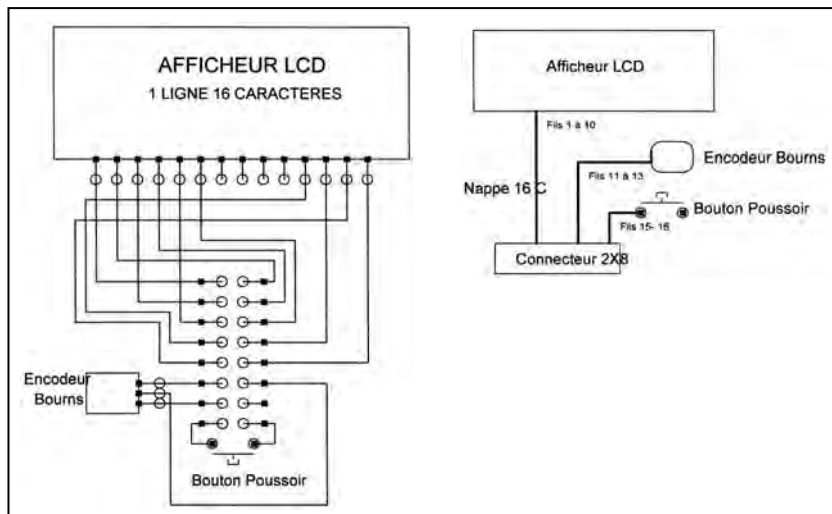 AFFICHEUR LCD
1 LIGNE 16 CARACTERES
Encodeur
Bourns
Bouton Poussoir
Afficheur LCD
Fils 1 à 10
Encodeur Bourns
Fils 11 à 13
Nappe 16 C
Bouton Poussoir
Fils 15- 16
Connecteur 2X8